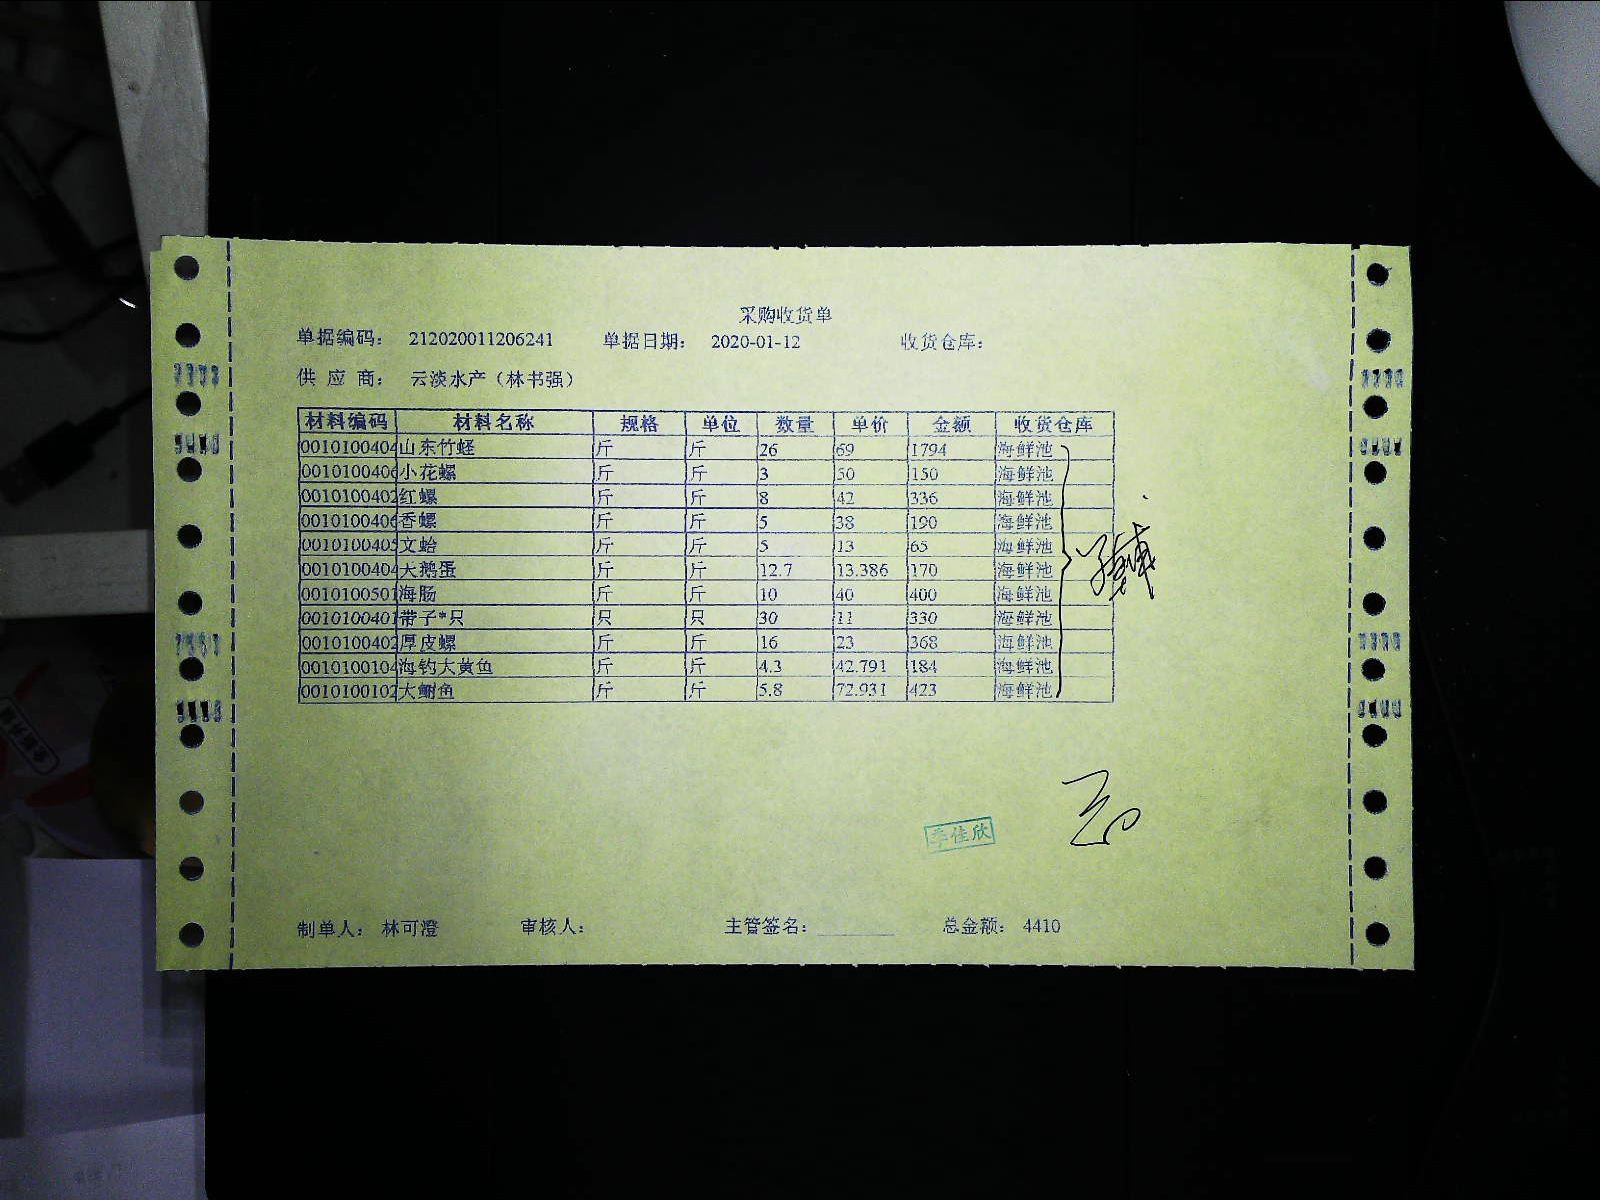 采购收货单
单据编码： 212020011206241 单据日期： 2020-01-12 收货仓库：
供 应 商： 云淡水产（林书强）
材料编码 材料名称 规格 单位 数量 单价 金额 收货仓库
0010100404 山东竹蛏 斤 斤 26 69 1794 海鲜池
0010100406 小花螺 斤 斤 3 50 150 海鲜池
0010100402 红螺 斤 斤 8 42 336 海鲜池
0010100406 香螺 斤 斤 5 38 190 海鲜池
0010100405 文蛤 斤 斤 5 13 65 海鲜池
0010100404 天鹅蛋 斤 斤 12.7 13.386 170 海鲜池
0010100501 海肠 斤 斤 10 40 400 海鲜池
0010100401 带子*只 只 只 30 11 330 海鲜池
0010100402 厚皮螺 斤 斤 16 23 368 海鲜池
0010100104 海钓大黄鱼 斤 斤 4.3 42.791 184 海鲜池
0010100102 大鮒鱼 斤 斤 5.8 72.931 423 海鲜池
李佳欣
制单人： 林可澄 审核人： 主管签名： 总金额： 4410